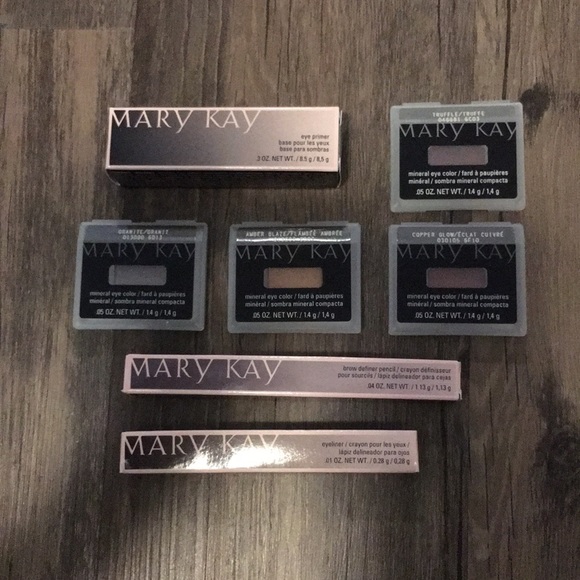 MARY KAY
eye primer
base pour les yeux
base para sombras
.3 OZ. NET WT. / 8.5 g / 8,5 g
TRUFFLE/TRUFFE
MARY KAY
mineral eye color / fard à paupières
minéral / sombra mineral compacta
.05 OZ. NET WT. / 1.4 g / 1,4 g
GRANITE/GRANIT
MARY KAY
mineral eye color / fard à paupières
minéral / sombra mineral compacta
.05 OZ. NET WT. / 1.4 g / 1,4 g
AMBER BLAZE/FLAMBÉE AMBRÉE
MARY KAY
mineral eye color / fard à paupières
minéral / sombra mineral compacta
.05 OZ. NET WT. / 1.4 g / 1,4 g
COPPER GLOW/ÉCLAT CUIVRÉ
030105 6E10
MARY KAY
mineral eye color / fard à paupières
minéral / sombra mineral compacta
.05 OZ. NET WT. / 1.4 g / 1,4 g
MARY KAY
brow definer pencil / crayon définisseur
pour sourcils / lápiz delineador para cejas
.04 OZ. NET WT. / 1.13 g / 1,13 g
MARY KAY
eyeliner / crayon pour les yeux /
lápiz delineador para ojos
.01 OZ. NET WT. / 0.28 g / 0,28 g